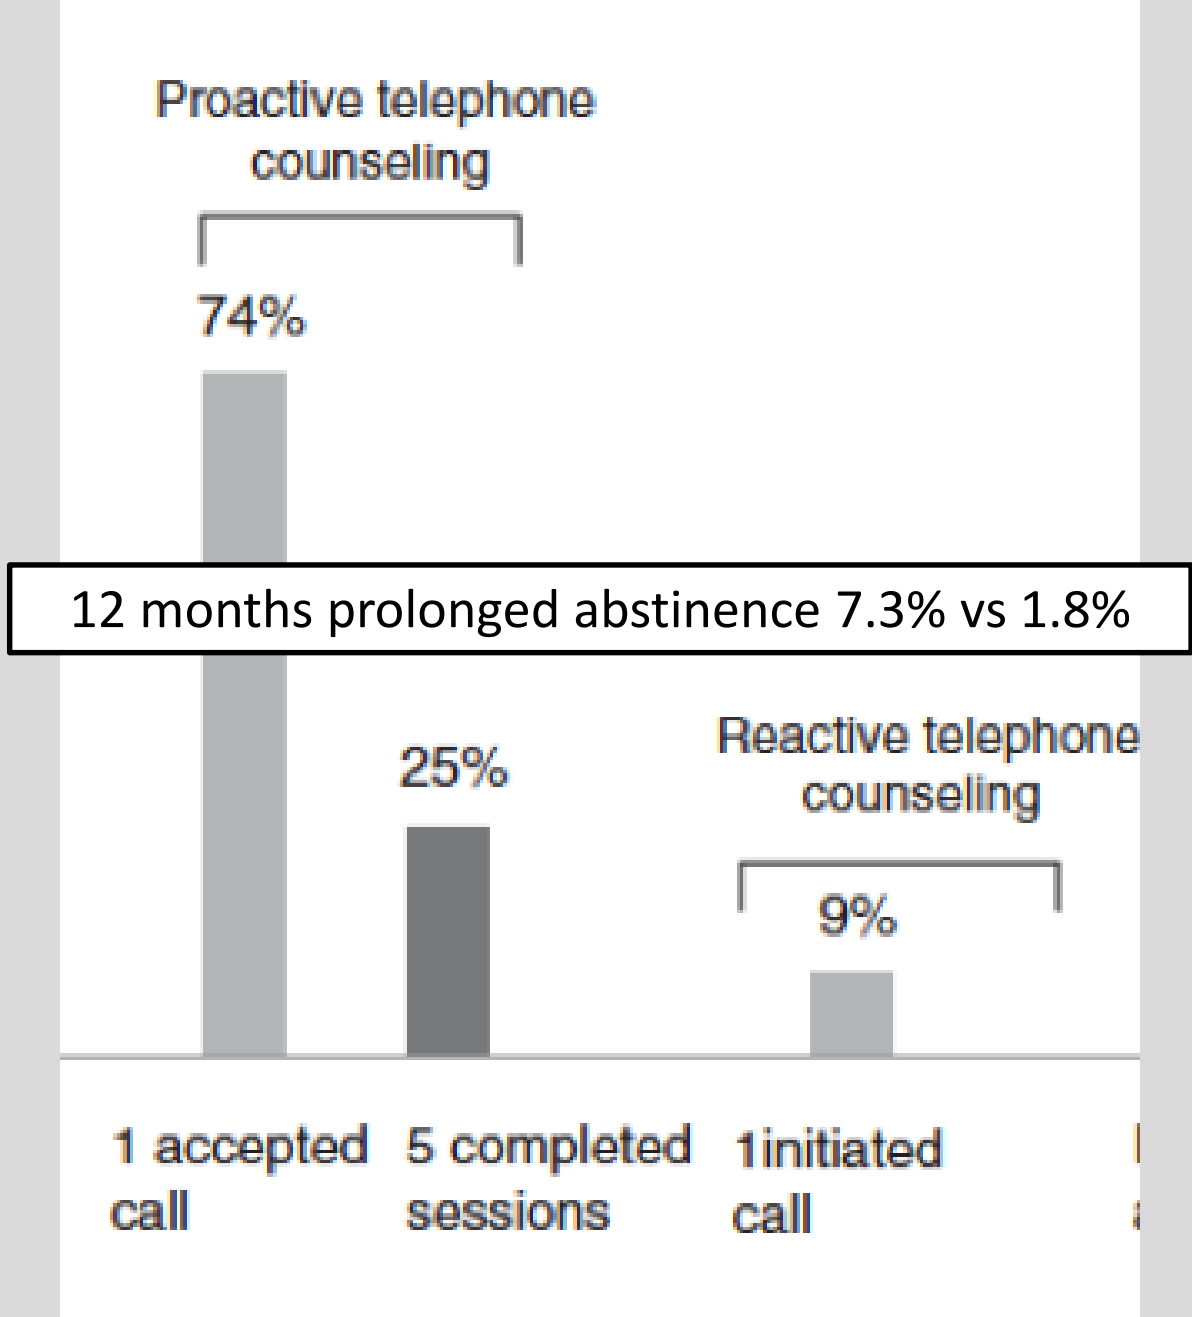 Proactive telephone
counseling
74%
12 months prolonged abstinence 7.3% vs 1.8%
25%
Reactive telephone
counseling
9%
1 accepted
call
5 completed
sessions
1initiated
call